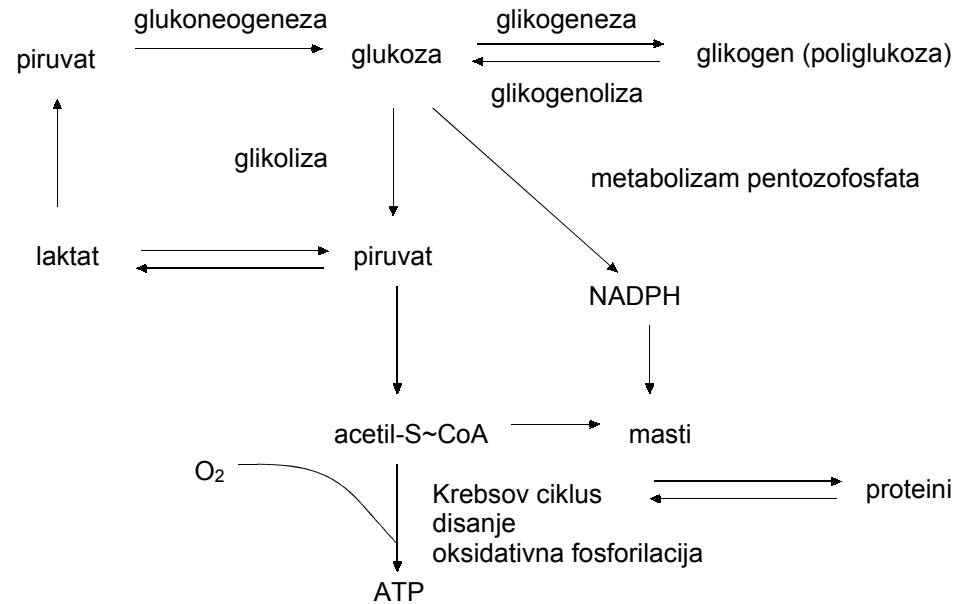 glukoneogeneza
glikogeneza
piruvat
glukoza
glikogen (poliglukoza)
glikogenoliza
glikoliza
metabolizam pentozofosfata
laktat
piruvat
NADPH
acetil-S~CoA
masti
O₂
Krebsov ciklus
proteini
disanje
oksidativna fosforilacija
ATP